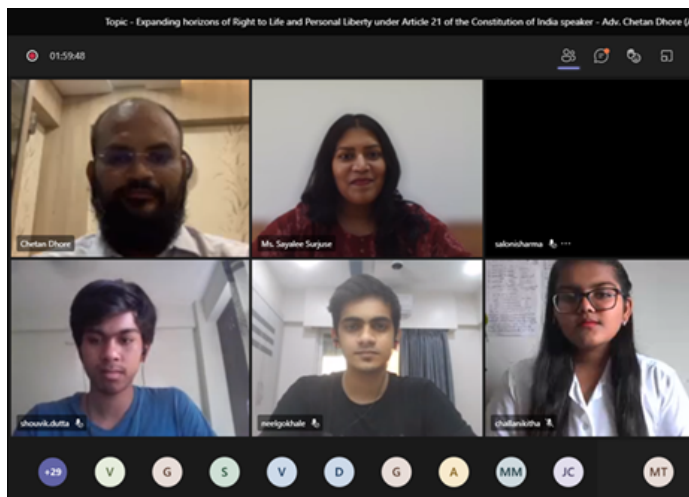 Topic - Expanding horizons of Right to Life and Personal Liberty under Article 21 of the Constitution of India speaker - Adv. Chetan Dhore (A
01:59:48
Chetan Dhore
Ms. Sayalee Surjuse
salonisharma
shouvik.dutta
neelgokhale
challanikitha
+29 V G S V D G A MM JC MT